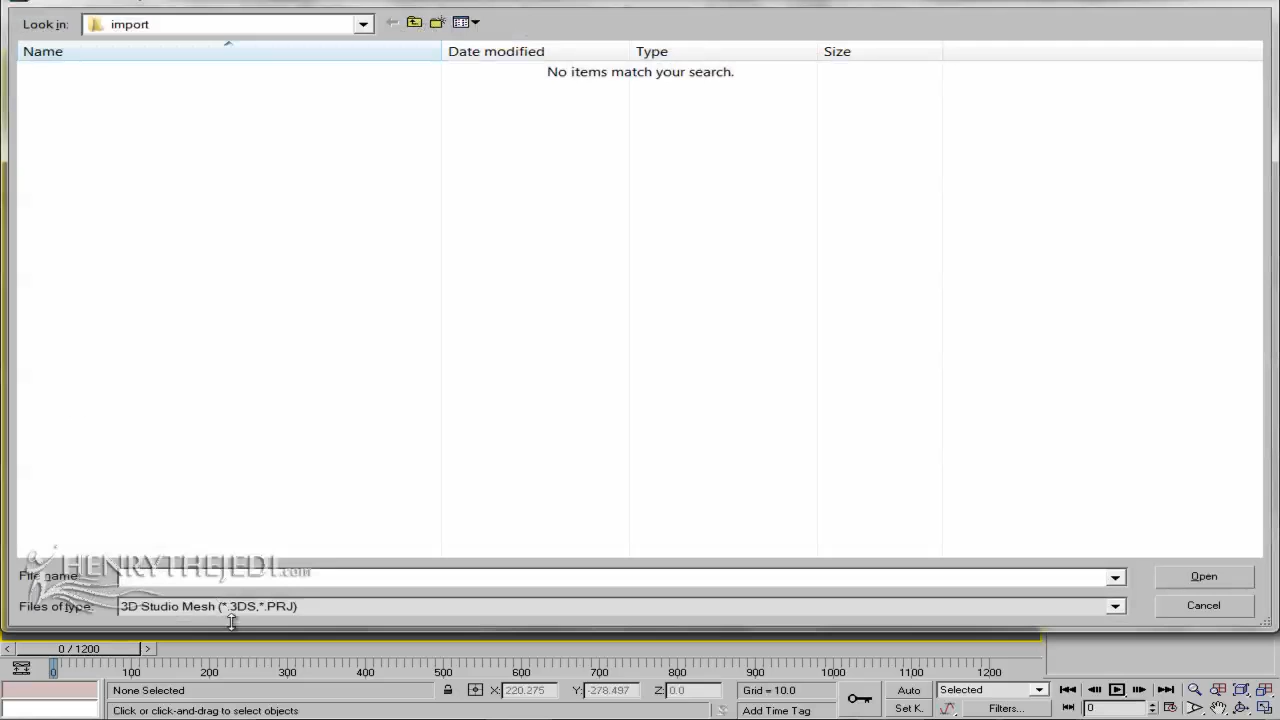 Look in: import
Name Date modified Type Size
No items match your search.
HENRYTHEJEDI.com
File name: Open
Files of type: 3D Studio Mesh (*.3DS,*.PRJ) Cancel
< 0 / 1200 >
0 100 200 300 400 500 600 700 800 900 1000 1100 1200
None Selected X: 220.275 Y: -278.497 Z: 0.0 Grid = 10.0 Auto Selected
Click or click-and-drag to select objects Add Time Tag Set K. Filters... 0